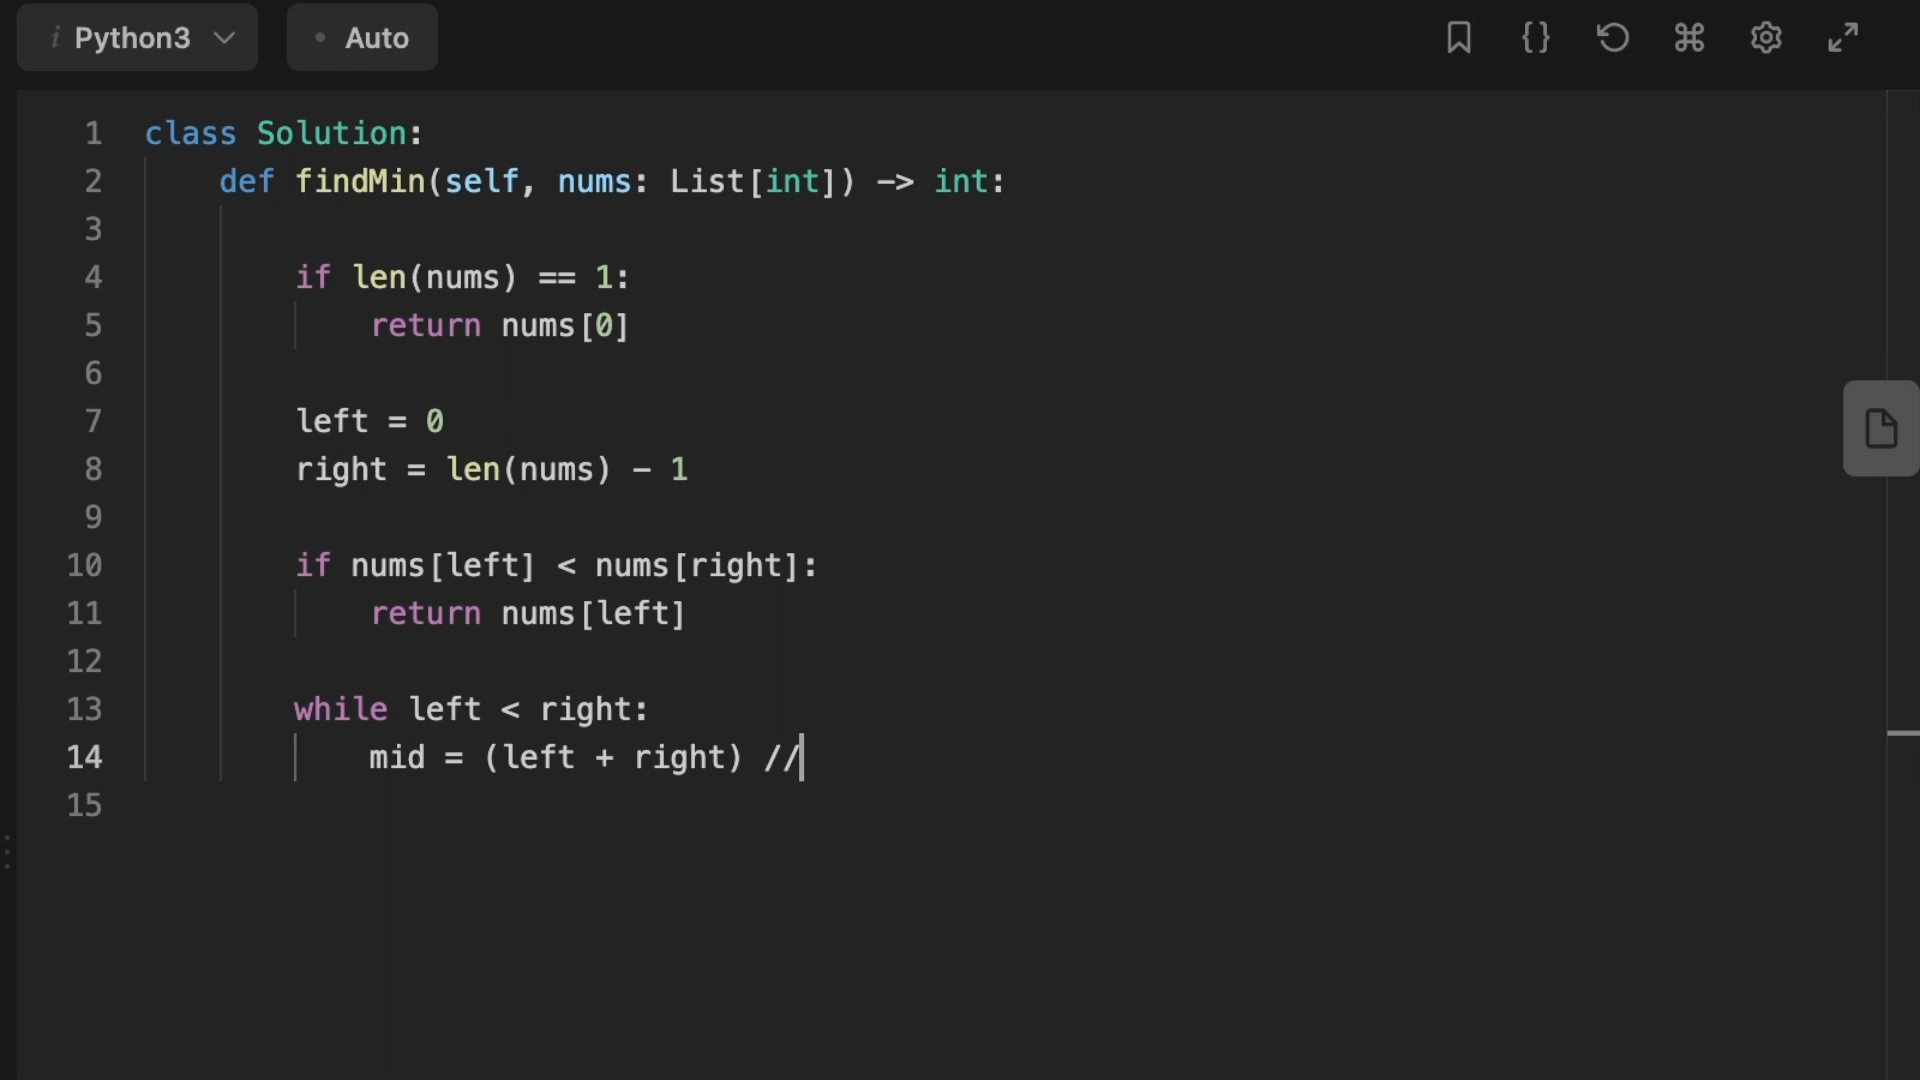 i Python3
• Auto
1 class Solution:
2     def findMin(self, nums: List[int]) -> int:
3
4         if len(nums) == 1:
5             return nums[0]
6
7         left = 0
8         right = len(nums) - 1
9
10         if nums[left] < nums[right]:
11             return nums[left]
12
13         while left < right:
14             mid = (left + right) //
15